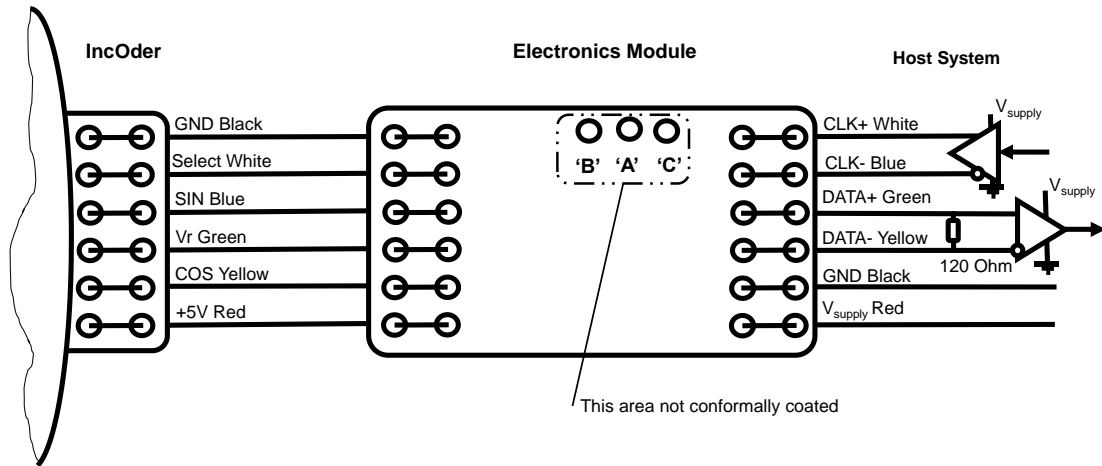 IncOder
Electronics Module
Host System
GND Black
Select White
SIN Blue
Vr Green
COS Yellow
+5V Red
'B' 'A' 'C'
CLK+ White
CLK- Blue
DATA+ Green
DATA- Yellow
GND Black
Vsupply Red
Vsupply
Vsupply
120 Ohm
This area not conformally coated